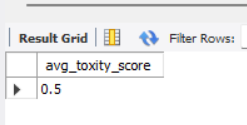 Result Grid Filter Rows:
avg_toxity_score
0.5